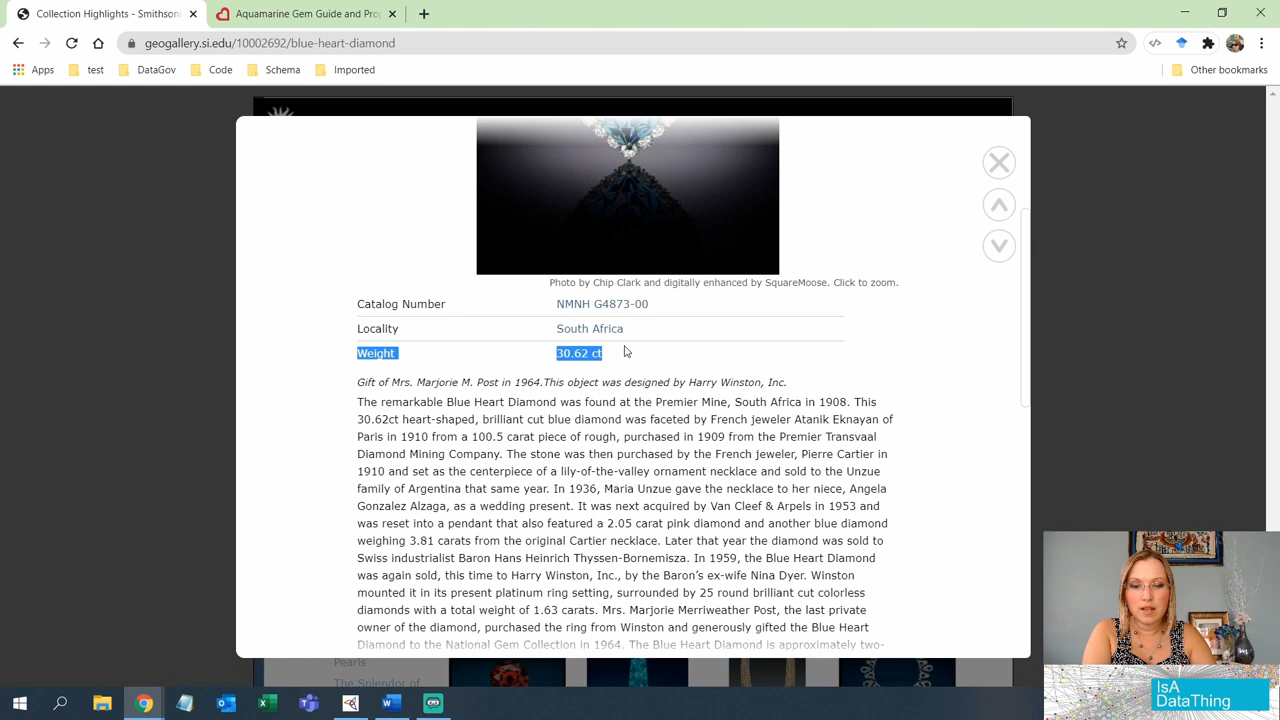 Collection Highlights - Smithsoni
Aquamarine Gem Guide and Prop
geogallery.si.edu/10002692/blue-heart-diamond
Apps
test
DataGov
Code
Schema
Imported
Other bookmarks
Photo by Chip Clark and digitally enhanced by SquareMoose. Click to zoom.
Catalog Number NMNH G4873-00
Locality South Africa
Weight 30.62 ct
Gift of Mrs. Marjorie M. Post in 1964.This object was designed by Harry Winston, Inc.
The remarkable Blue Heart Diamond was found at the Premier Mine, South Africa in 1908. This
30.62ct heart-shaped, brilliant cut blue diamond was faceted by French jeweler Atanik Eknayan of
Paris in 1910 from a 100.5 carat piece of rough, purchased in 1909 from the Premier Transvaal
Diamond Mining Company. The stone was then purchased by the French jeweler, Pierre Cartier in
1910 and set as the centerpiece of a lily-of-the-valley ornament necklace and sold to the Unzue
family of Argentina that same year. In 1936, Maria Unzue gave the necklace to her niece, Angela
Gonzalez Alzaga, as a wedding present. It was next acquired by Van Cleef & Arpels in 1953 and
was reset into a pendant that also featured a 2.05 carat pink diamond and another blue diamond
weighing 3.81 carats from the original Cartier necklace. Later that year the diamond was sold to
Swiss industrialist Baron Hans Heinrich Thyssen-Bornemisza. In 1959, the Blue Heart Diamond
was again sold, this time to Harry Winston, Inc., by the Baron's ex-wife Nina Dyer. Winston
mounted it in its present platinum ring setting, surrounded by 25 round brilliant cut colorless
diamonds with a total weight of 1.63 carats. Mrs. Marjorie Merriweather Post, the last private
owner of the diamond, purchased the ring from Winston and generously gifted the Blue Heart
Diamond to the National Gem Collection in 1964. The Blue Heart Diamond is approximately two-
Pearls
The Splendor of
IsA
DataThing